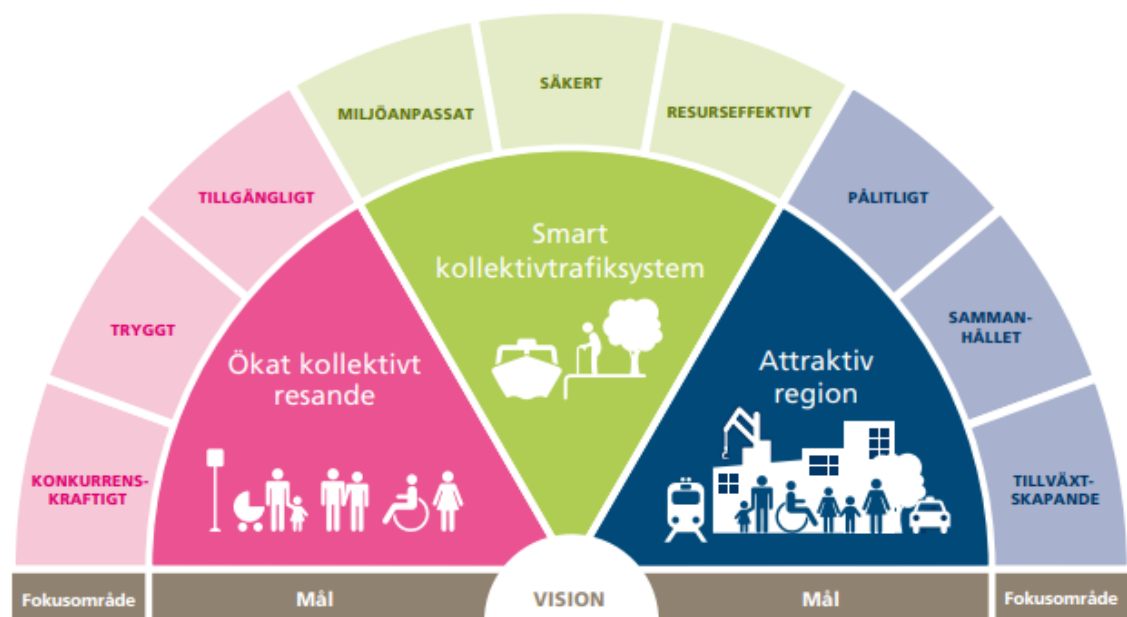 MILJÖANPASSAT
SÄKERT
RESURSEFFEKTIVT
TILLGÄNGLIGT
PÅLITLIGT
TRYGGT
SAMMAN-
HÅLLET
KONKURRENS-
KRAFTIGT
TILLVÄXT-
SKAPANDE
Smart
kollektivtrafiksystem
Ökat kollektivt
resande
Attraktiv
region
Fokusområde
Mål
VISION
Mål
Fokusområde